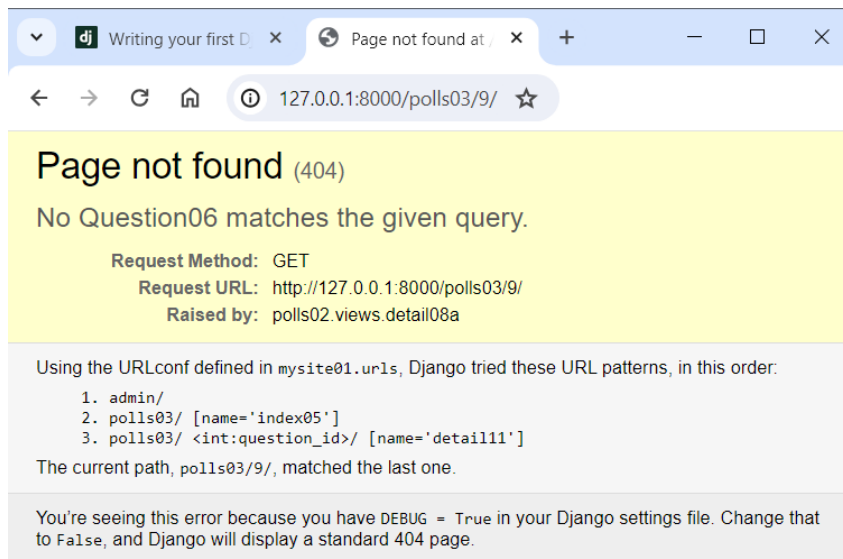 Writing your first D
Page not found at /
127.0.0.1:8000/polls03/9/
Page not found (404)
No Question06 matches the given query.
Request Method: GET
Request URL: http://127.0.0.1:8000/polls03/9/
Raised by: polls02.views.detail08a
Using the URLconf defined in mysite01.urls, Django tried these URL patterns, in this order:
1. admin/
2. polls03/ [name='index05']
3. polls03/ <int:question_id>/ [name='detail11']
The current path, polls03/9/, matched the last one.
You’re seeing this error because you have DEBUG = True in your Django settings file. Change that
to False, and Django will display a standard 404 page.